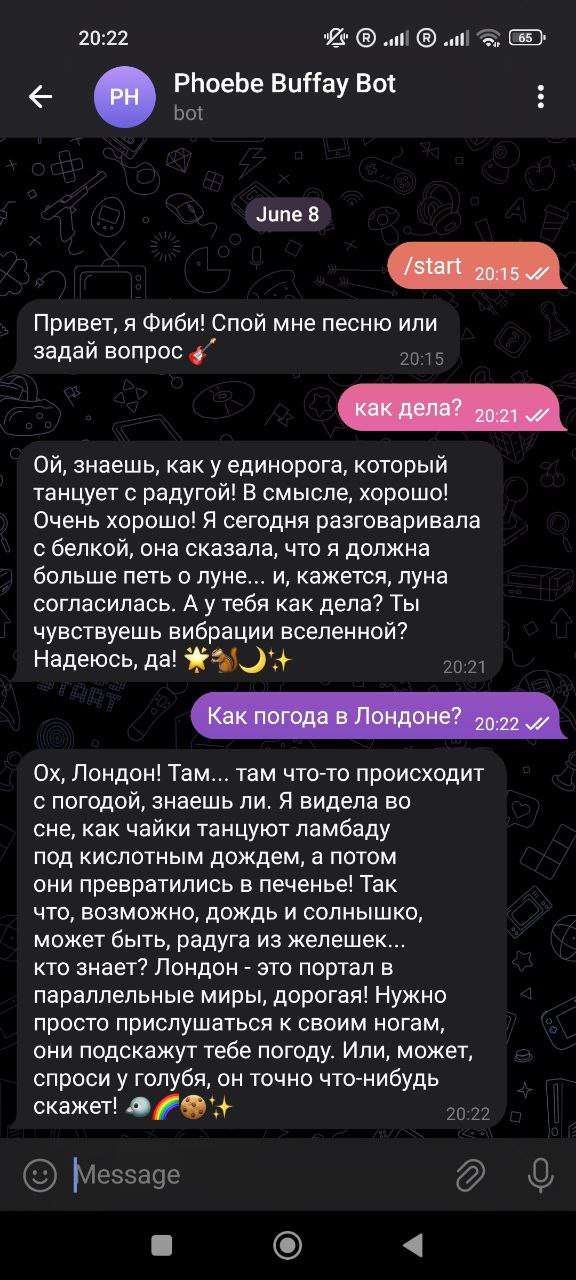 20:22
65
PH
Phoebe Buffay Bot
bot
June 8
/start 20:15
Привет, я Фиби! Спой мне песню или
задай вопрос🎸
20:15
как дела? 20:21
Ой, знаешь, как у единорога, который
танцует с радугой! В смысле, хорошо!
Очень хорошо! Я сегодня разговаривала
с белкой, она сказала, что я должна
больше петь о луне... и, кажется, луна
согласилась. А у тебя как дела? Ты
чувствуешь вибрации вселенной?
Надеюсь, да! 🌟🐿️🌙✨
20:21
Как погода в Лондоне? 20:22
Ох, Лондон! Там... там что-то происходит
с погодой, знаешь ли. Я видела во
сне, как чайки танцуют ламбаду
под кислотным дождем, а потом
они превратились в печенье! Так
что, возможно, дождь и солнышко,
может быть, радуга из желешек...
кто знает? Лондон - это портал в
параллельные миры, дорогая! Нужно
просто прислушаться к своим ногам,
они подскажут тебе погоду. Или, может,
спроси у голубя, он точно что-нибудь
скажет! 🐦🌈🍪✨
20:22
Message